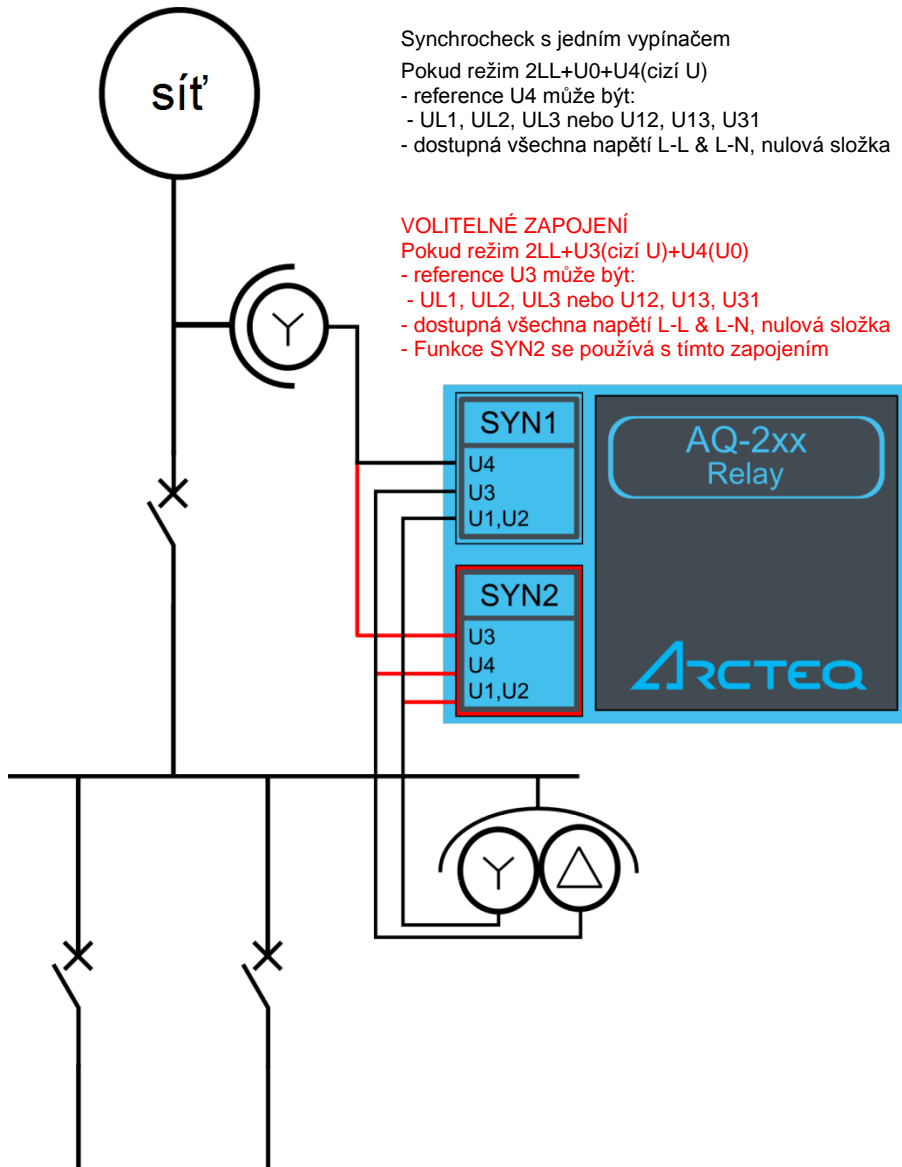 síť
Synchrocheck s jedním vypínačem
Pokud režim 2LL+U0+U4(cizí U)
- reference U4 může být:
- UL1, UL2, UL3 nebo U12, U13, U31
- dostupná všechna napětí L-L & L-N, nulová složka
VOLITELNÉ ZAPOJENÍ
Pokud režim 2LL+U3(cizí U)+U4(U0)
- reference U3 může být:
- UL1, UL2, UL3 nebo U12, U13, U31
- dostupná všechna napětí L-L & L-N, nulová složka
- Funkce SYN2 se používá s tímto zapojením
SYN1
U4
U3
U1,U2
AQ-2xx
Relay
SYN2
U3
U4
U1,U2
ARCTEQ